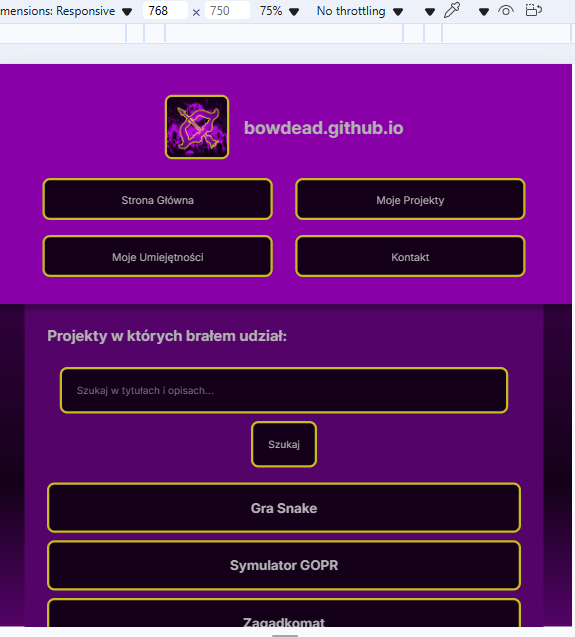 mensions: Responsive 768 x 750 75% No throttling
bowdead.github.io
Strona Główna Moje Projekty
Moje Umiejętności Kontakt
Projekty w których brałem udział:
Szukaj w tytułach i opisach...
Szukaj
Gra Snake
Symulator GOPR
Zagadkomat